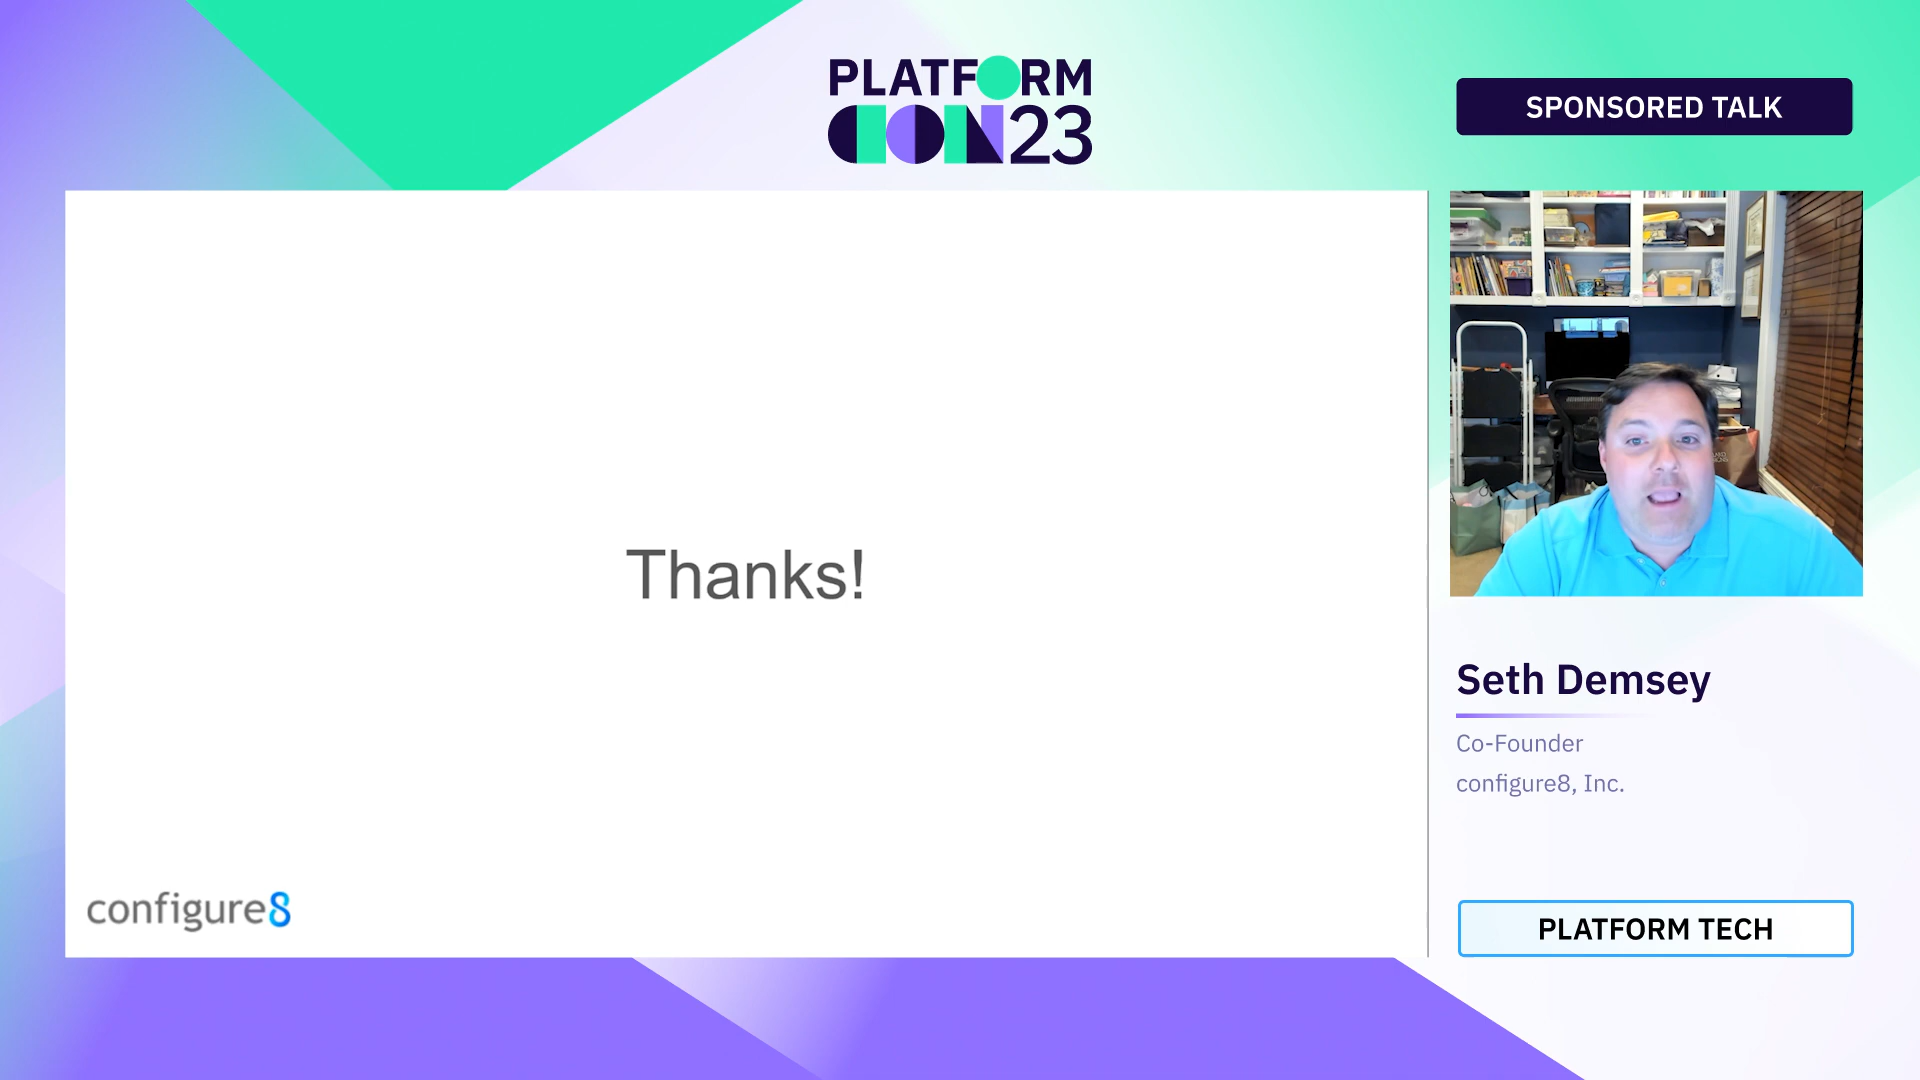 PLATFORM
CON23
SPONSORED TALK
Thanks!
Seth Demsey
Co-Founder
configure8, Inc.
configure8
PLATFORM TECH